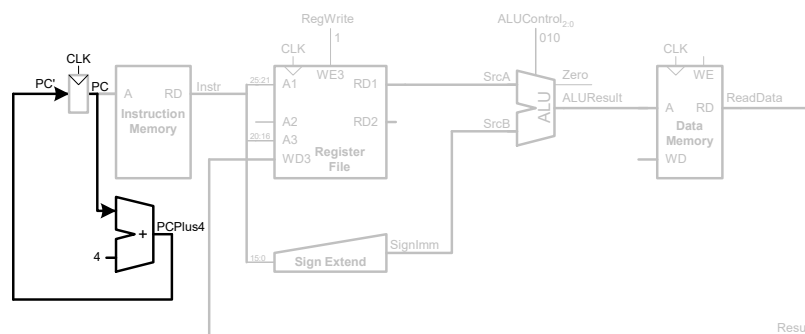 RegWrite
ALUControl2:0
1
010
CLK
CLK
CLK
PC'
PC
A
RD
Instr
Instruction
Memory
25:21
A1
WE3
RD1
SrcA
Zero
WE
A2
RD2
20:16
A3
WD3
Register
File
SrcB
ALU
ALUResult
A
RD
ReadData
Data
Memory
WD
PCPlus4
+
4
SignImm
15:0
Sign Extend
Resu